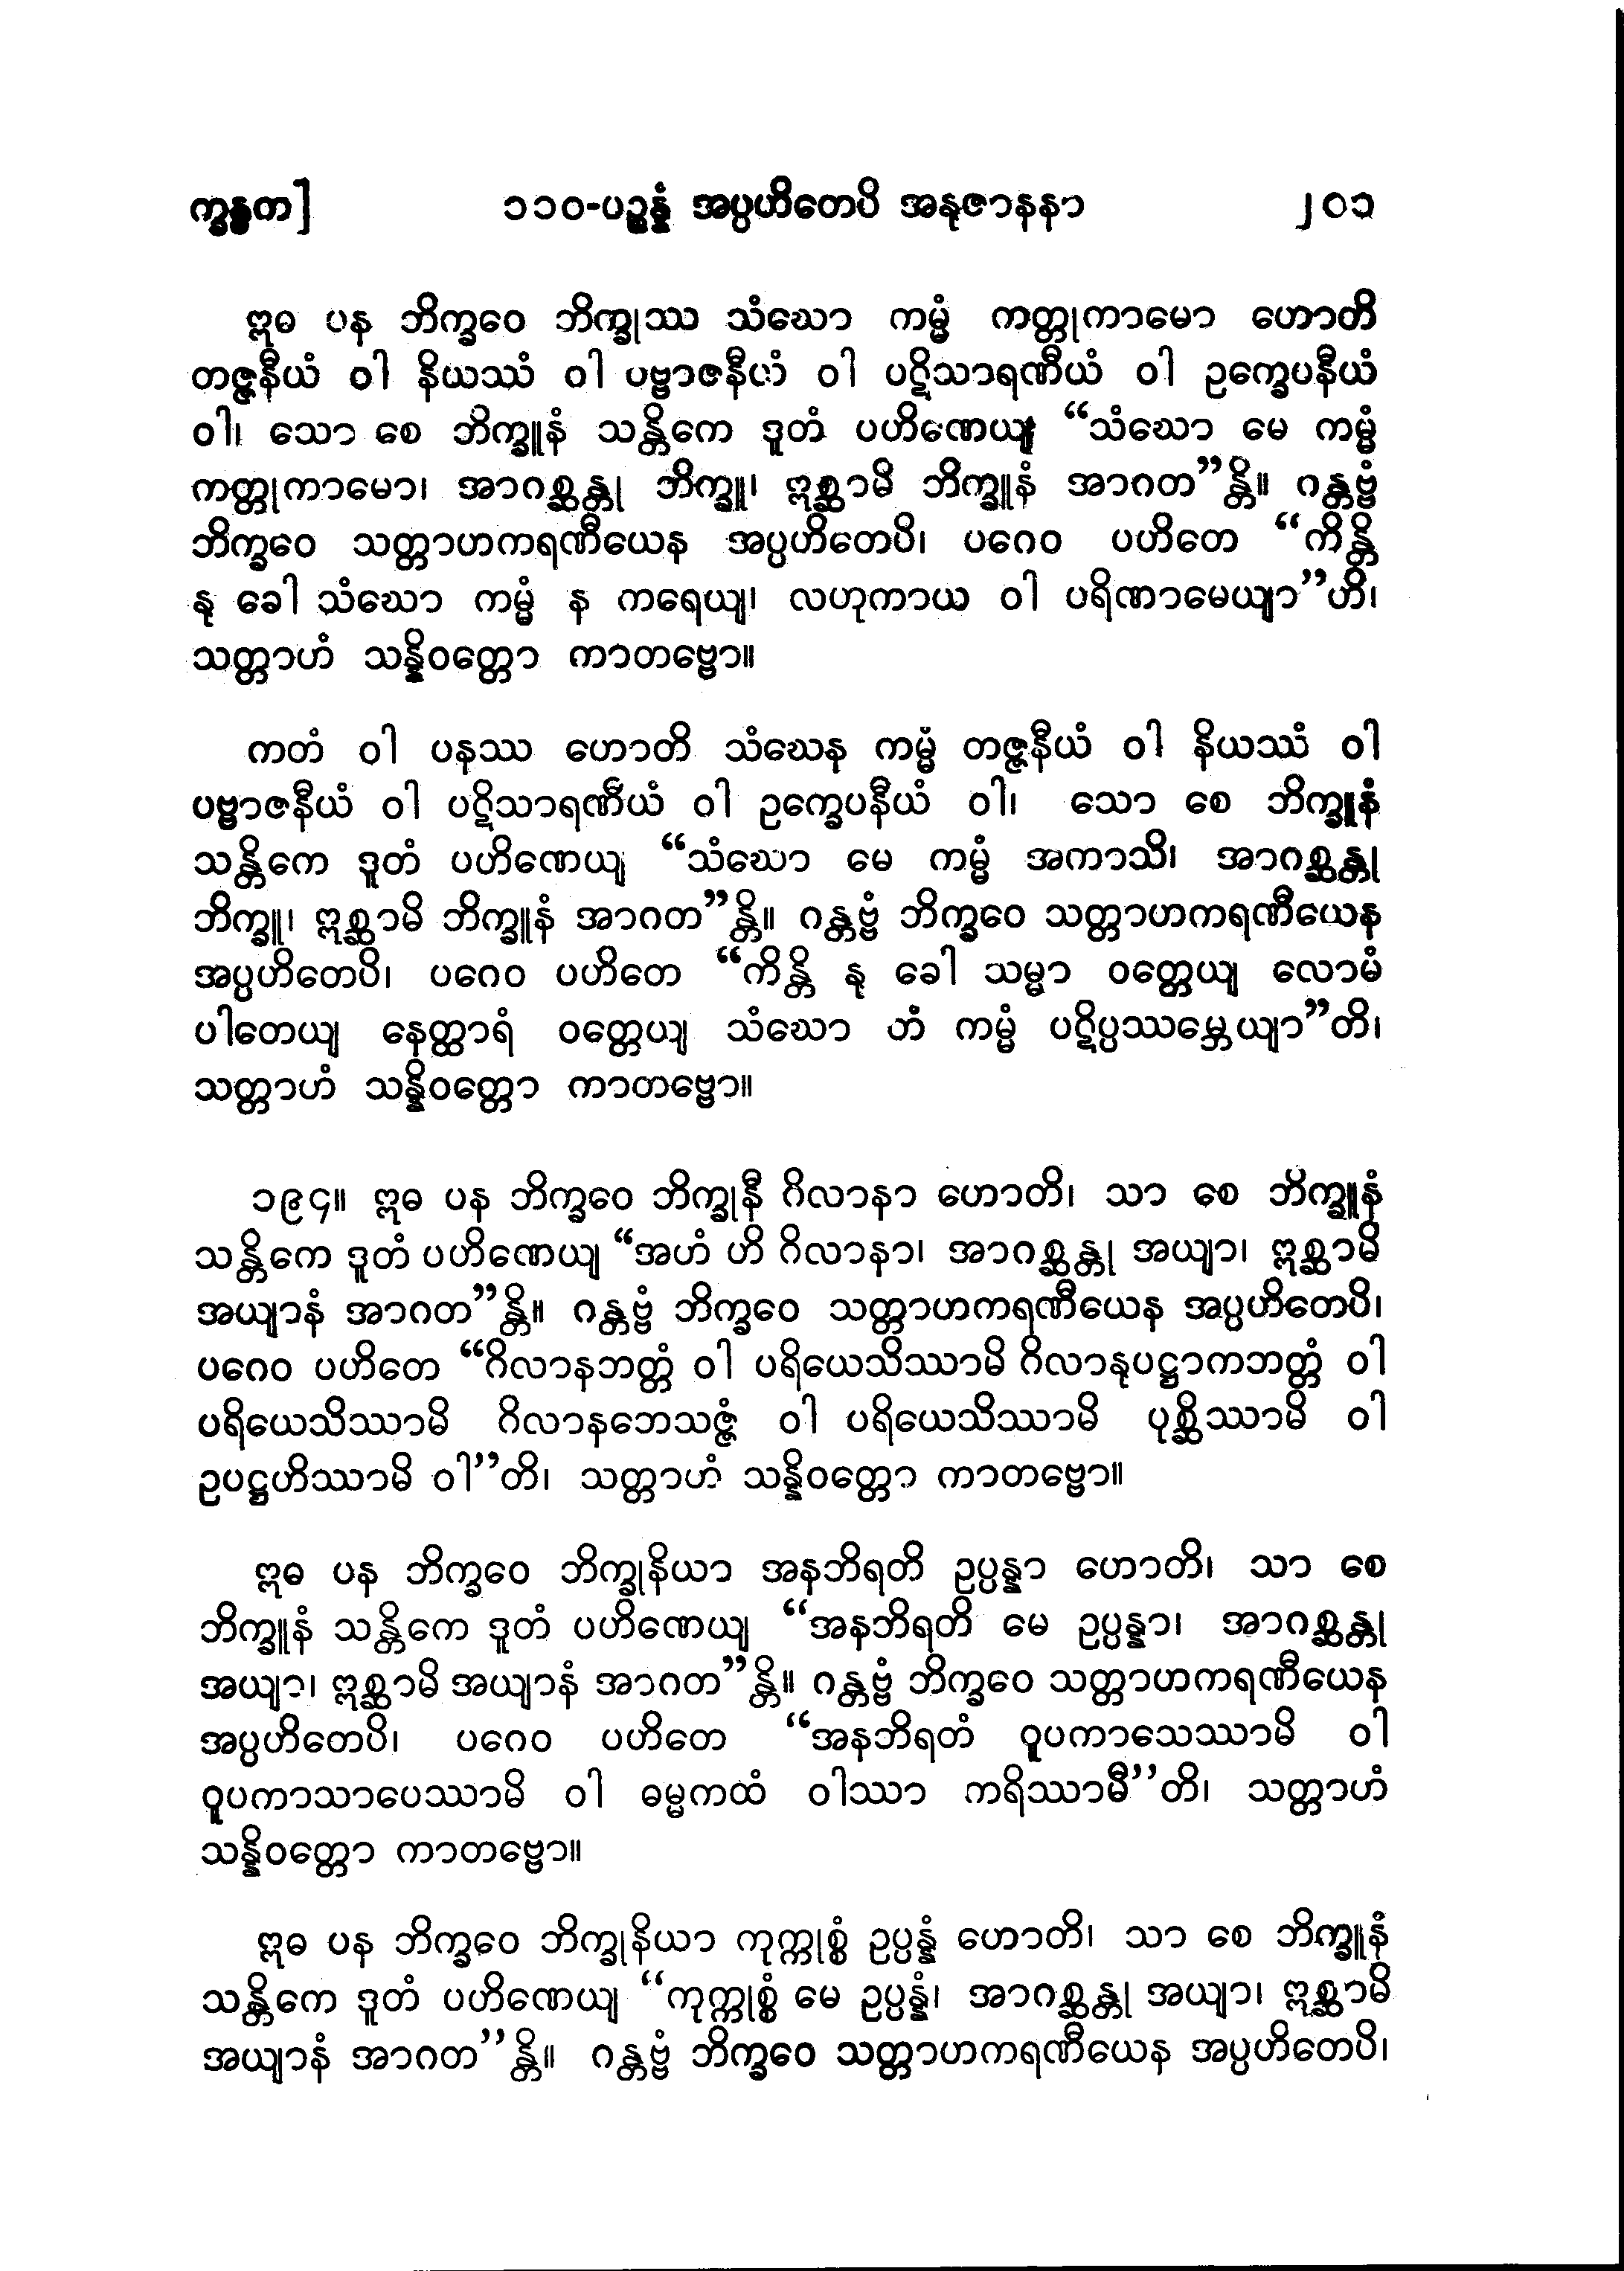 က္ခန္ဓက]
၁၁၀-ပဉ္စန္နံ အပ္ပဟိတေပိ အနုဇာနနာ
၂၀၁
ဣဓ ပန ဘိက္ခဝေ ဘိက္ခုဿ သံဃော ကမ္မံ ကတ္တုကာမော ဟောတိ
တဇ္ဇနီယံ ဝါ နိယဿံ ဝါ ပဗ္ဗာဇနီယံ ဝါ ပဋိသာရဏီယံ ဝါ ဥက္ခေပနီယံ
ဝါ၊ သော စေ ဘိက္ခူနံ သန္တိကေ ဒူတံ ပဟိဏေယျ “သံဃော မေ ကမ္မံ
ကတ္တုကာမော၊ အာဂစ္ဆန္တု ဘိက္ခူ၊ ဣစ္ဆာမိ ဘိက္ခူနံ အာဂတ”န္တိ။ ဂန္တဗ္ဗံ
ဘိက္ခဝေ သတ္တာဟကရဏီယေန အပ္ပဟိတေပိ၊ ပဂေဝ ပဟိတေ “ကိန္တိ
နု ခေါ သံဃော ကမ္မံ န ကရေယျ၊ လဟုကာယ ဝါ ပရိဏာမေယျာ”ဟိ၊
သတ္တာဟံ သန္နိဝတ္တော ကာတဗ္ဗော။
ကတံ ဝါ ပနဿ ဟောတိ သံဃေန ကမ္မံ တဇ္ဇနီယံ ဝါ နိယဿံ ဝါ
ပဗ္ဗာဇနီယံ ဝါ ပဋိသာရဏီယံ ဝါ ဥက္ခေပနီယံ ဝါ၊ သော စေ ဘိက္ခူနံ
သန္တိကေ ဒူတံ ပဟိဏေယျ “သံဃော မေ ကမ္မံ အကာသိ၊ အာဂစ္ဆန္တု
ဘိက္ခူ၊ ဣစ္ဆာမိ ဘိက္ခူနံ အာဂတ”န္တိ။ ဂန္တဗ္ဗံ ဘိက္ခဝေ သတ္တာဟကရဏီယေန
အပ္ပဟိတေပိ၊ ပဂေဝ ပဟိတေ “ကိန္တိ နု ခေါ သမ္မာ ဝတ္တေယျ လောမံ
ပါတေယျ နေတ္ထာရံ ဝတ္တေယျ သံဃော တံ ကမ္မံ ပဋိပ္ပဿမ္ဘေယျာ”တိ၊
သတ္တာဟံ သန္နိဝတ္တော ကာတဗ္ဗော။
၁၉၄။ ဣဓ ပန ဘိက္ခဝေ ဘိက္ခုနီ ဂိလာနာ ဟောတိ၊ သာ စေ ဘိက္ခူနံ
သန္တိကေ ဒူတံ ပဟိဏေယျ “အဟံ ဟိ ဂိလာနာ၊ အာဂစ္ဆန္တု အယျာ၊ ဣစ္ဆာမိ
အယျာနံ အာဂတ”န္တိ။ ဂန္တဗ္ဗံ ဘိက္ခဝေ သတ္တာဟကရဏီယေန အပ္ပဟိတေပိ၊
ပဂေဝ ပဟိတေ “ဂိလာနဘတ္တံ ဝါ ပရိယေသိဿာမိ ဂိလာနုပဋ္ဌာကဘတ္တံ ဝါ
ပရိယေသိဿာမိ ဂိလာနဘေသဇ္ဇံ ဝါ ပရိယေသိဿာမိ ပုစ္ဆိဿာမိ ဝါ
ဥပဋ္ဌဟိဿာမိ ဝါ”တိ၊ သတ္တာဟံ သန္နိဝတ္တော ကာတဗ္ဗော။
ဣဓ ပန ဘိက္ခဝေ ဘိက္ခုနိယာ အနဘိရတိ ဥပ္ပန္နာ ဟောတိ၊ သာ စေ
ဘိက္ခူနံ သန္တိကေ ဒူတံ ပဟိဏေယျ “အနဘိရတိ မေ ဥပ္ပန္နာ၊ အာဂစ္ဆန္တု
အယျာ၊ ဣစ္ဆာမိ အယျာနံ အာဂတ”န္တိ။ ဂန္တဗ္ဗံ ဘိက္ခဝေ သတ္တာဟကရဏီယေန
အပ္ပဟိတေပိ၊ ပဂေဝ ပဟိတေ “အနဘိရတံ ဝူပကာသေဿာမိ ဝါ
ဝူပကာသာပေဿာမိ ဝါ ဓမ္မကထံ ဝါဿာ ကရိဿာမီ”တိ၊ သတ္တာဟံ
သန္နိဝတ္တော ကာတဗ္ဗော။
ဣဓ ပန ဘိက္ခဝေ ဘိက္ခုနိယာ ကုက္ကုစ္စံ ဥပ္ပန္နံ ဟောတိ၊ သာ စေ ဘိက္ခူနံ
သန္တိကေ ဒူတံ ပဟိဏေယျ “ကုက္ကုစ္စံ မေ ဥပ္ပန္နံ၊ အာဂစ္ဆန္တု အယျာ၊ ဣစ္ဆာမိ
အယျာနံ အာဂတ”န္တိ။ ဂန္တဗ္ဗံ ဘိက္ခဝေ သတ္တာဟကရဏီယေန အပ္ပဟိတေပိ၊